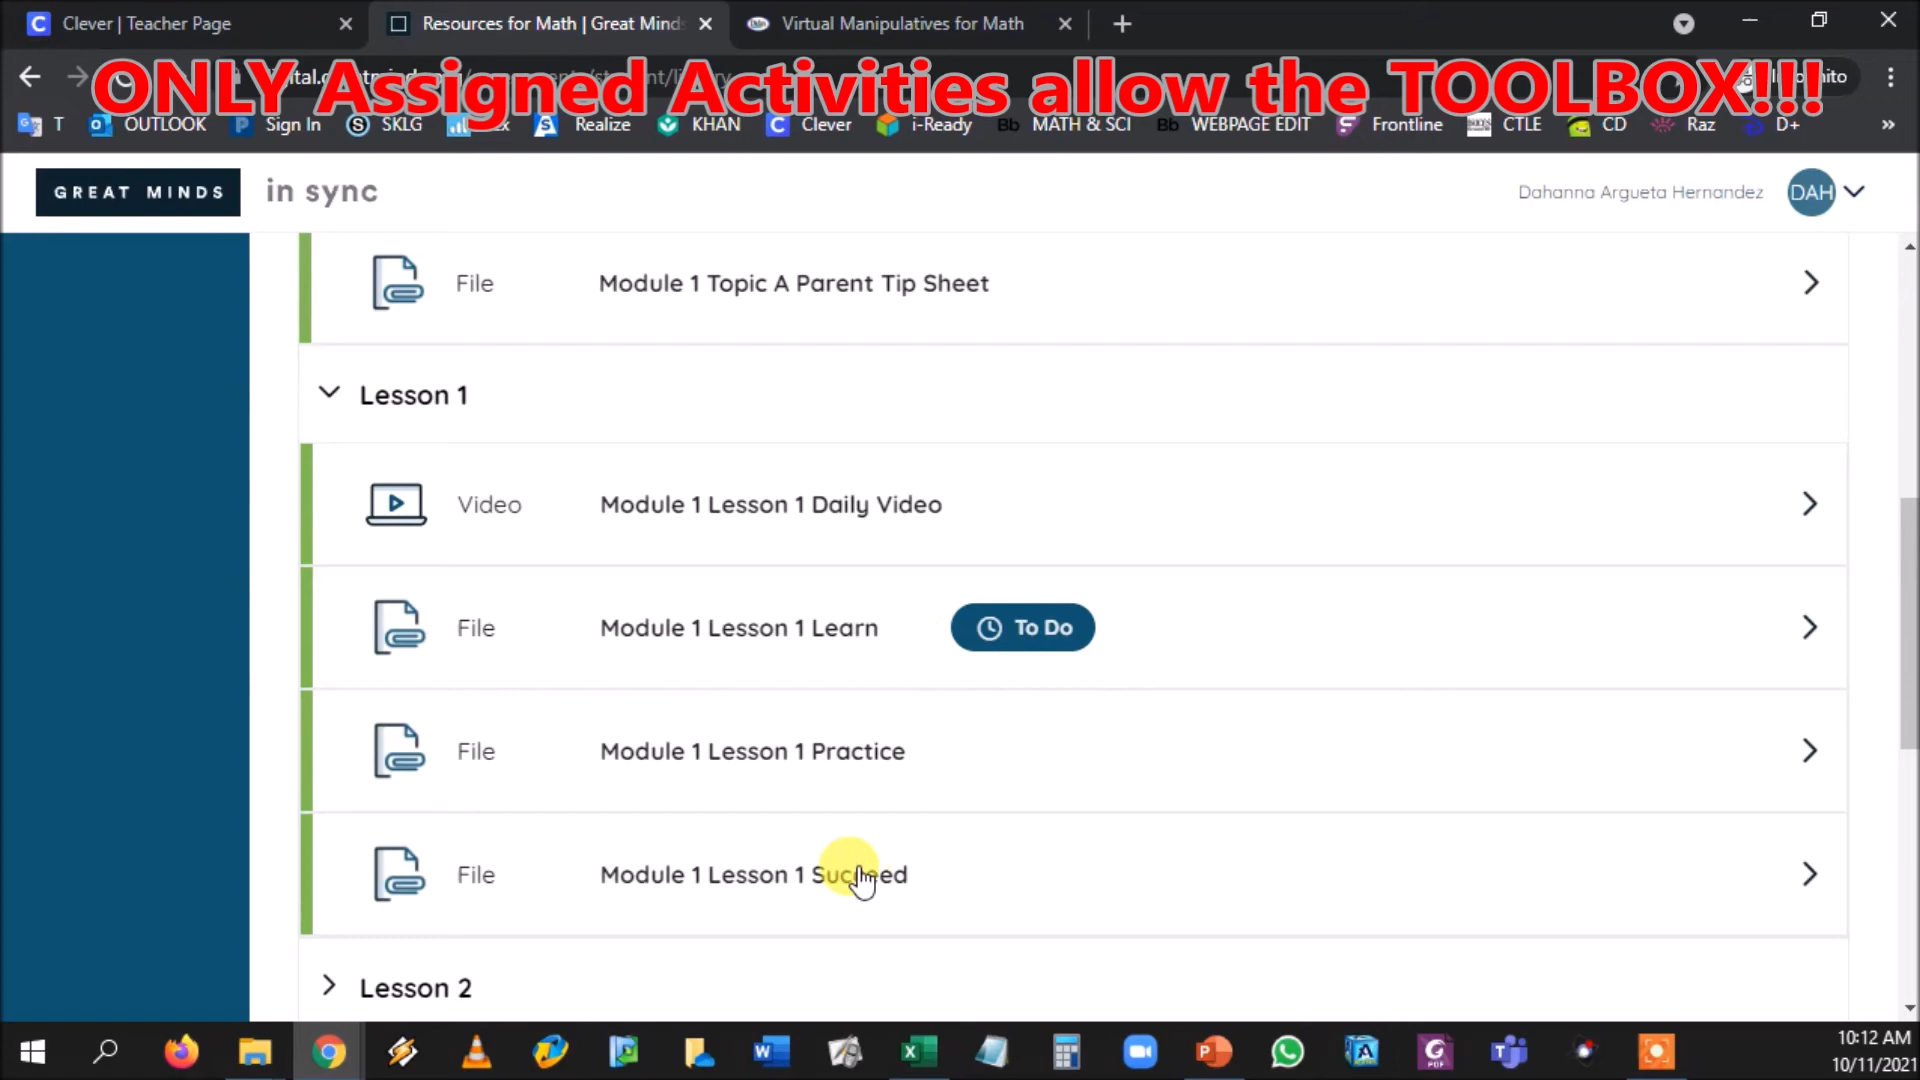 Clever | Teacher Page
Resources for Math | Great Minds
Virtual Manipulatives for Math
ONLY Assigned Activities allow the TOOLBOX!!!
T
OUTLOOK
Sign In
SKLG
Realize
KHAN
Clever
i-Ready
MATH & SCI
WEBPAGE EDIT
Frontline
CTLE
CD
Raz
D+
GREAT MINDS
in sync
Dahanna Argueta Hernandez
DAH
File
Module 1 Topic A Parent Tip Sheet
Lesson 1
Video
Module 1 Lesson 1 Daily Video
File
Module 1 Lesson 1 Learn
To Do
File
Module 1 Lesson 1 Practice
File
Module 1 Lesson 1 Succeed
Lesson 2
10:12 AM
10/11/2021